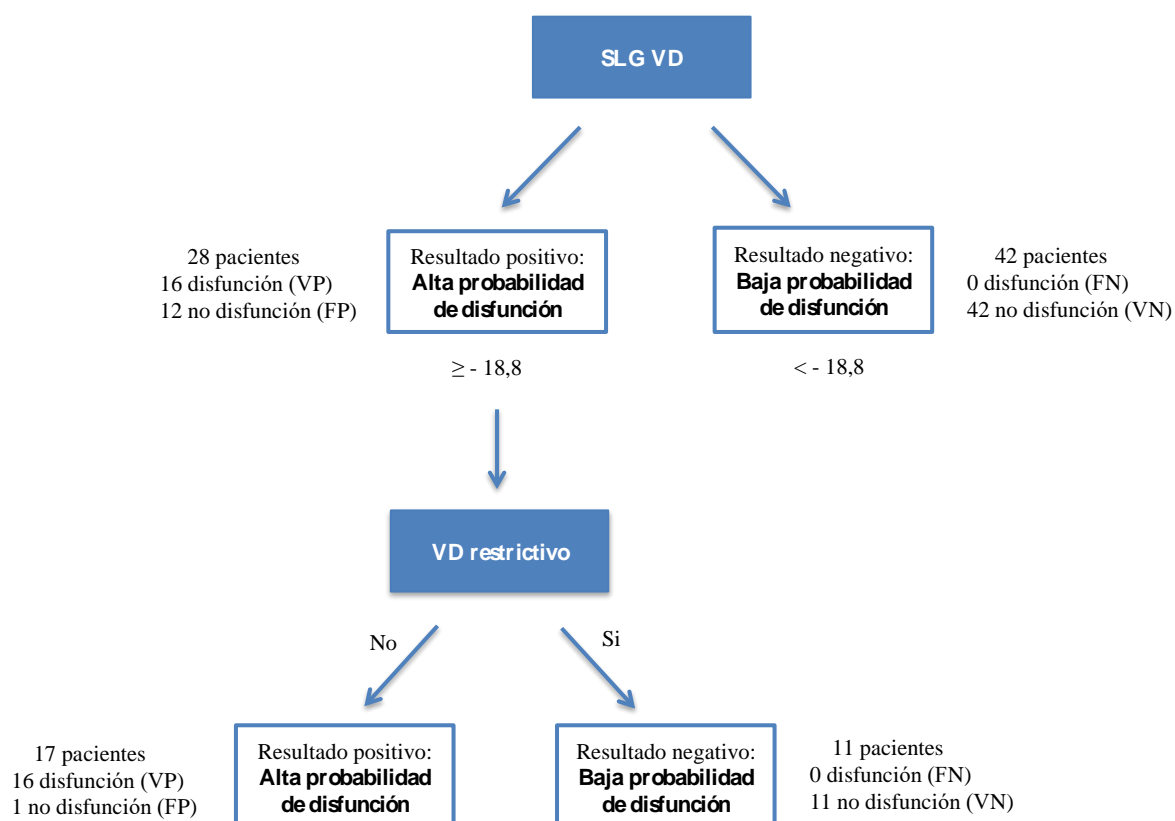 SLG VD
28 pacientes
16 disfunción (VP)
12 no disfunción (FP)
Resultado positivo:
Alta probabilidad
de disfunción
Resultado negativo:
Baja probabilidad
de disfunción
42 pacientes
0 disfunción (FN)
42 no disfunción (VN)
≥ - 18,8
< - 18,8
VD restrictivo
No
Si
17 pacientes
16 disfunción (VP)
1 no disfunción (FP)
Resultado positivo:
Alta probabilidad
de disfunción
Resultado negativo:
Baja probabilidad
de disfunción
11 pacientes
0 disfunción (FN)
11 no disfunción (VN)